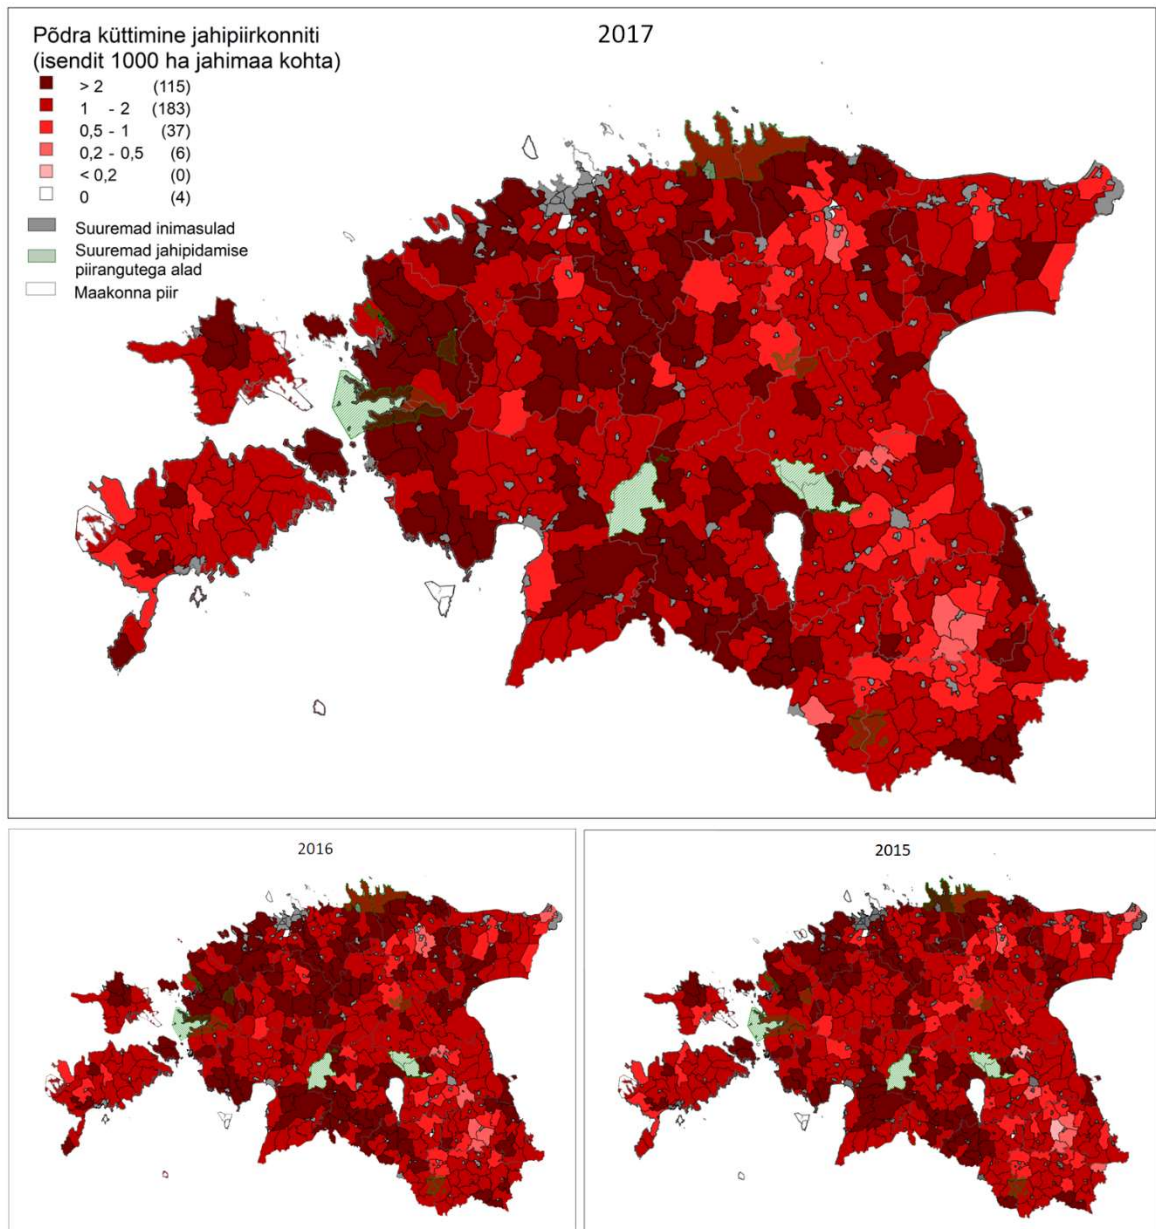 Põdra küttimine jahipiirkonniti
(isendit 1000 ha jahimaa kohta)
> 2 (115)
1 - 2 (183)
0,5 - 1 (37)
0,2 - 0,5 (6)
< 0,2 (0)
0 (4)
Suuremad inimasulad
Suuremad jahipidamise
piirangutega alad
Maakonna piir
2017
2016
2015